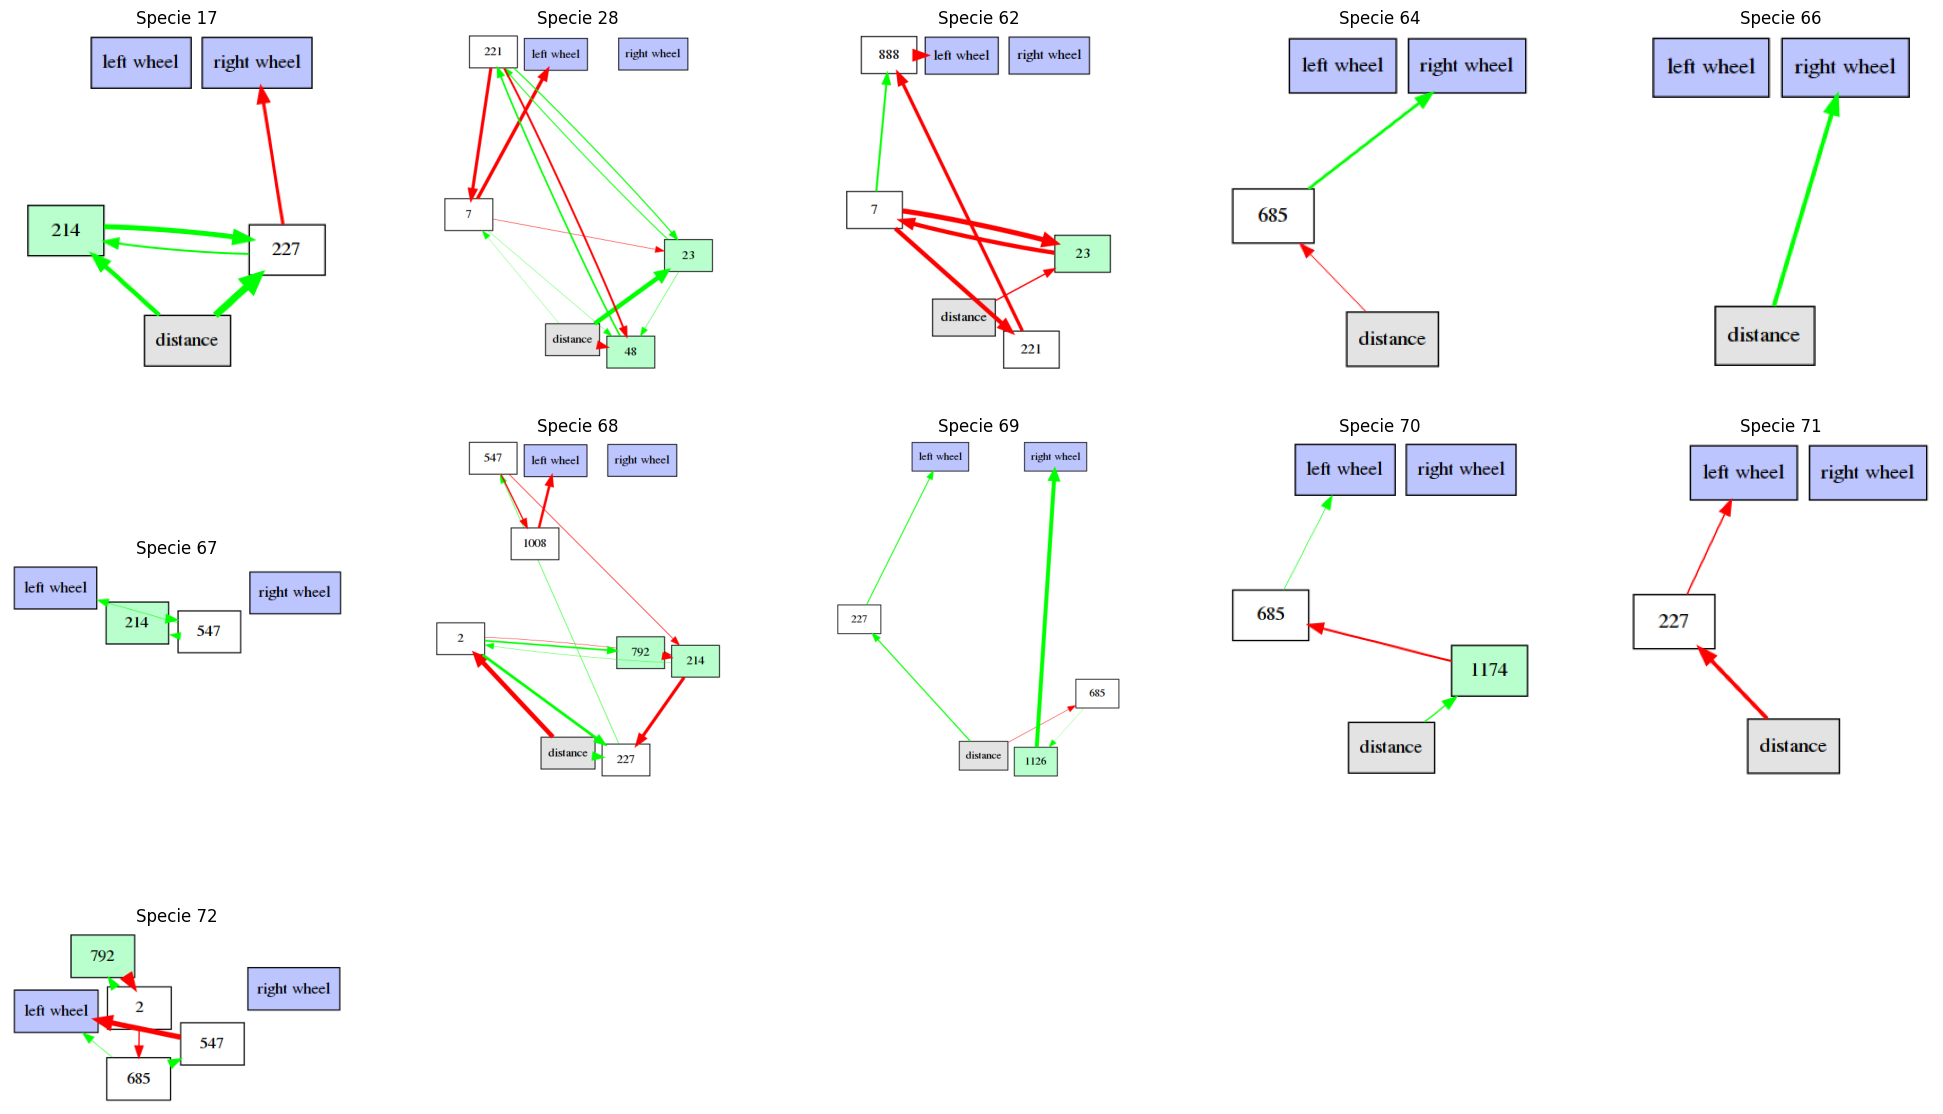 Specie 17
left wheel
right wheel
214
227
distance
Specie 28
221
left wheel
right wheel
7
23
distance
48
Specie 62
888
left wheel
right wheel
7
23
distance
221
Specie 64
left wheel
right wheel
685
distance
Specie 66
left wheel
right wheel
distance
Specie 67
left wheel
right wheel
214
547
Specie 68
547
left wheel
right wheel
1008
2
792
214
distance
227
Specie 69
left wheel
right wheel
227
685
distance
1126
Specie 70
left wheel
right wheel
685
1174
distance
Specie 71
left wheel
right wheel
227
distance
Specie 72
792
right wheel
left wheel
2
547
685